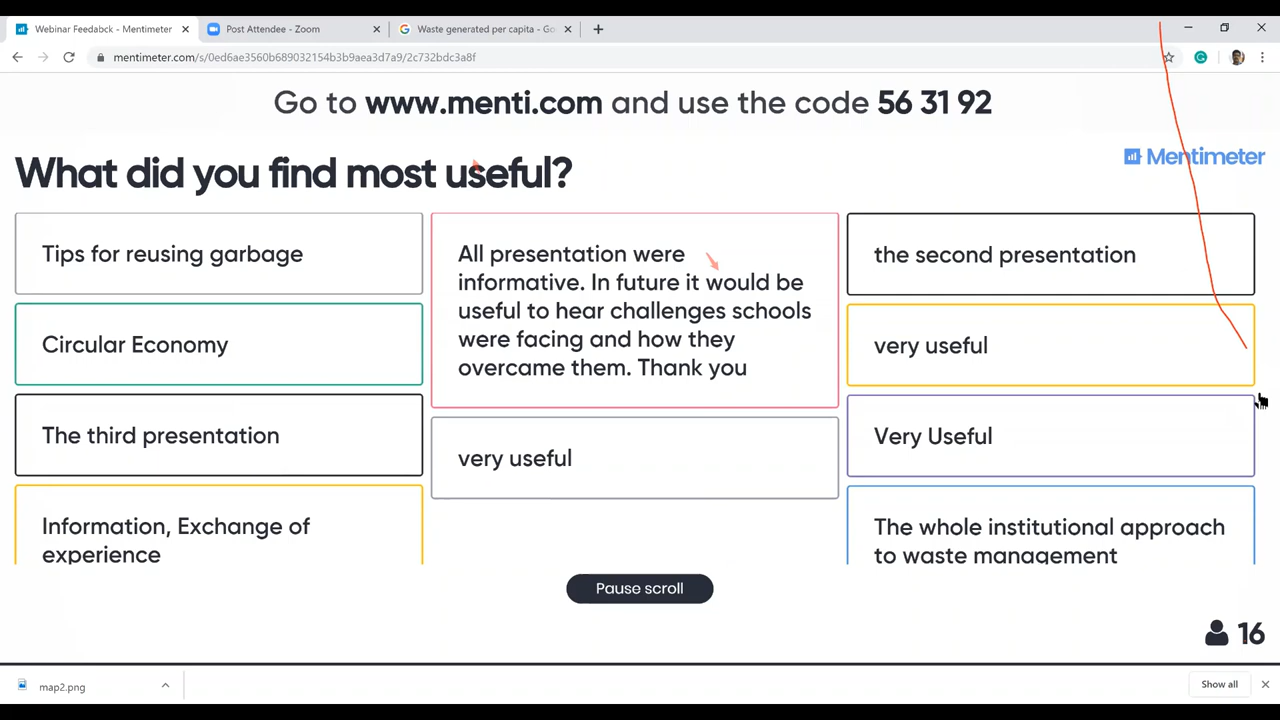 Webinar Feedabck - Mentimeter
Post Attendee - Zoom
Waste generated per capita - Go
mentimeter.com/s/0ed6ae3560b689032154b3b9aea3d7a9/2c732bdc3a8f
Go to www.menti.com and use the code 56 31 92
Mentimeter
What did you find most useful?
Tips for reusing garbage
Circular Economy
The third presentation
Information, Exchange of
experience
All presentation were
informative. In future it would be
useful to hear challenges schools
were facing and how they
overcame them. Thank you
very useful
the second presentation
very useful
Very Useful
The whole institutional approach
to waste management
Pause scroll
16
map2.png
Show all